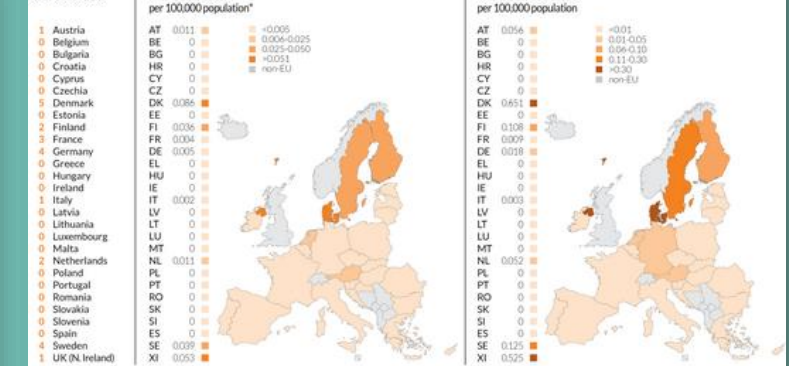 per 100,000 population*
per 100,000 population
1 Austria
0 Belgium
0 Bulgaria
0 Croatia
0 Cyprus
0 Czechia
5 Denmark
0 Estonia
2 Finland
3 France
4 Germany
0 Greece
0 Hungary
0 Ireland
1 Italy
0 Latvia
0 Lithuania
0 Luxembourg
0 Malta
2 Netherlands
0 Poland
0 Portugal
0 Romania
0 Slovakia
0 Slovenia
0 Spain
4 Sweden
1 UK (N. Ireland)
AT 0.011
BE 0
BG 0
HR 0
CY 0
CZ 0
DK 0.086
EE 0
FI 0.036
FR 0.004
DE 0.005
EL 0
HU 0
IE 0
IT 0.002
LV 0
LT 0
LU 0
MT 0
NL 0.011
PL 0
PT 0
RO 0
SK 0
SI 0
ES 0
SE 0.039
XI 0.053
<0.005
0.006-0.025
0.025-0.050
>0.051
non-EU
AT 0.056
BE 0
BG 0
HR 0
CY 0
CZ 0
DK 0.651
EE 0
FI 0.108
FR 0.009
DE 0.018
EL 0
HU 0
IE 0
IT 0.003
LV 0
LT 0
LU 0
MT 0
NL 0.052
PL 0
PT 0
RO 0
SK 0
SI 0
ES 0
SE 0.125
XI 0.525
<0.01
0.01-0.05
0.06-0.10
0.11-0.30
>0.30
non-EU